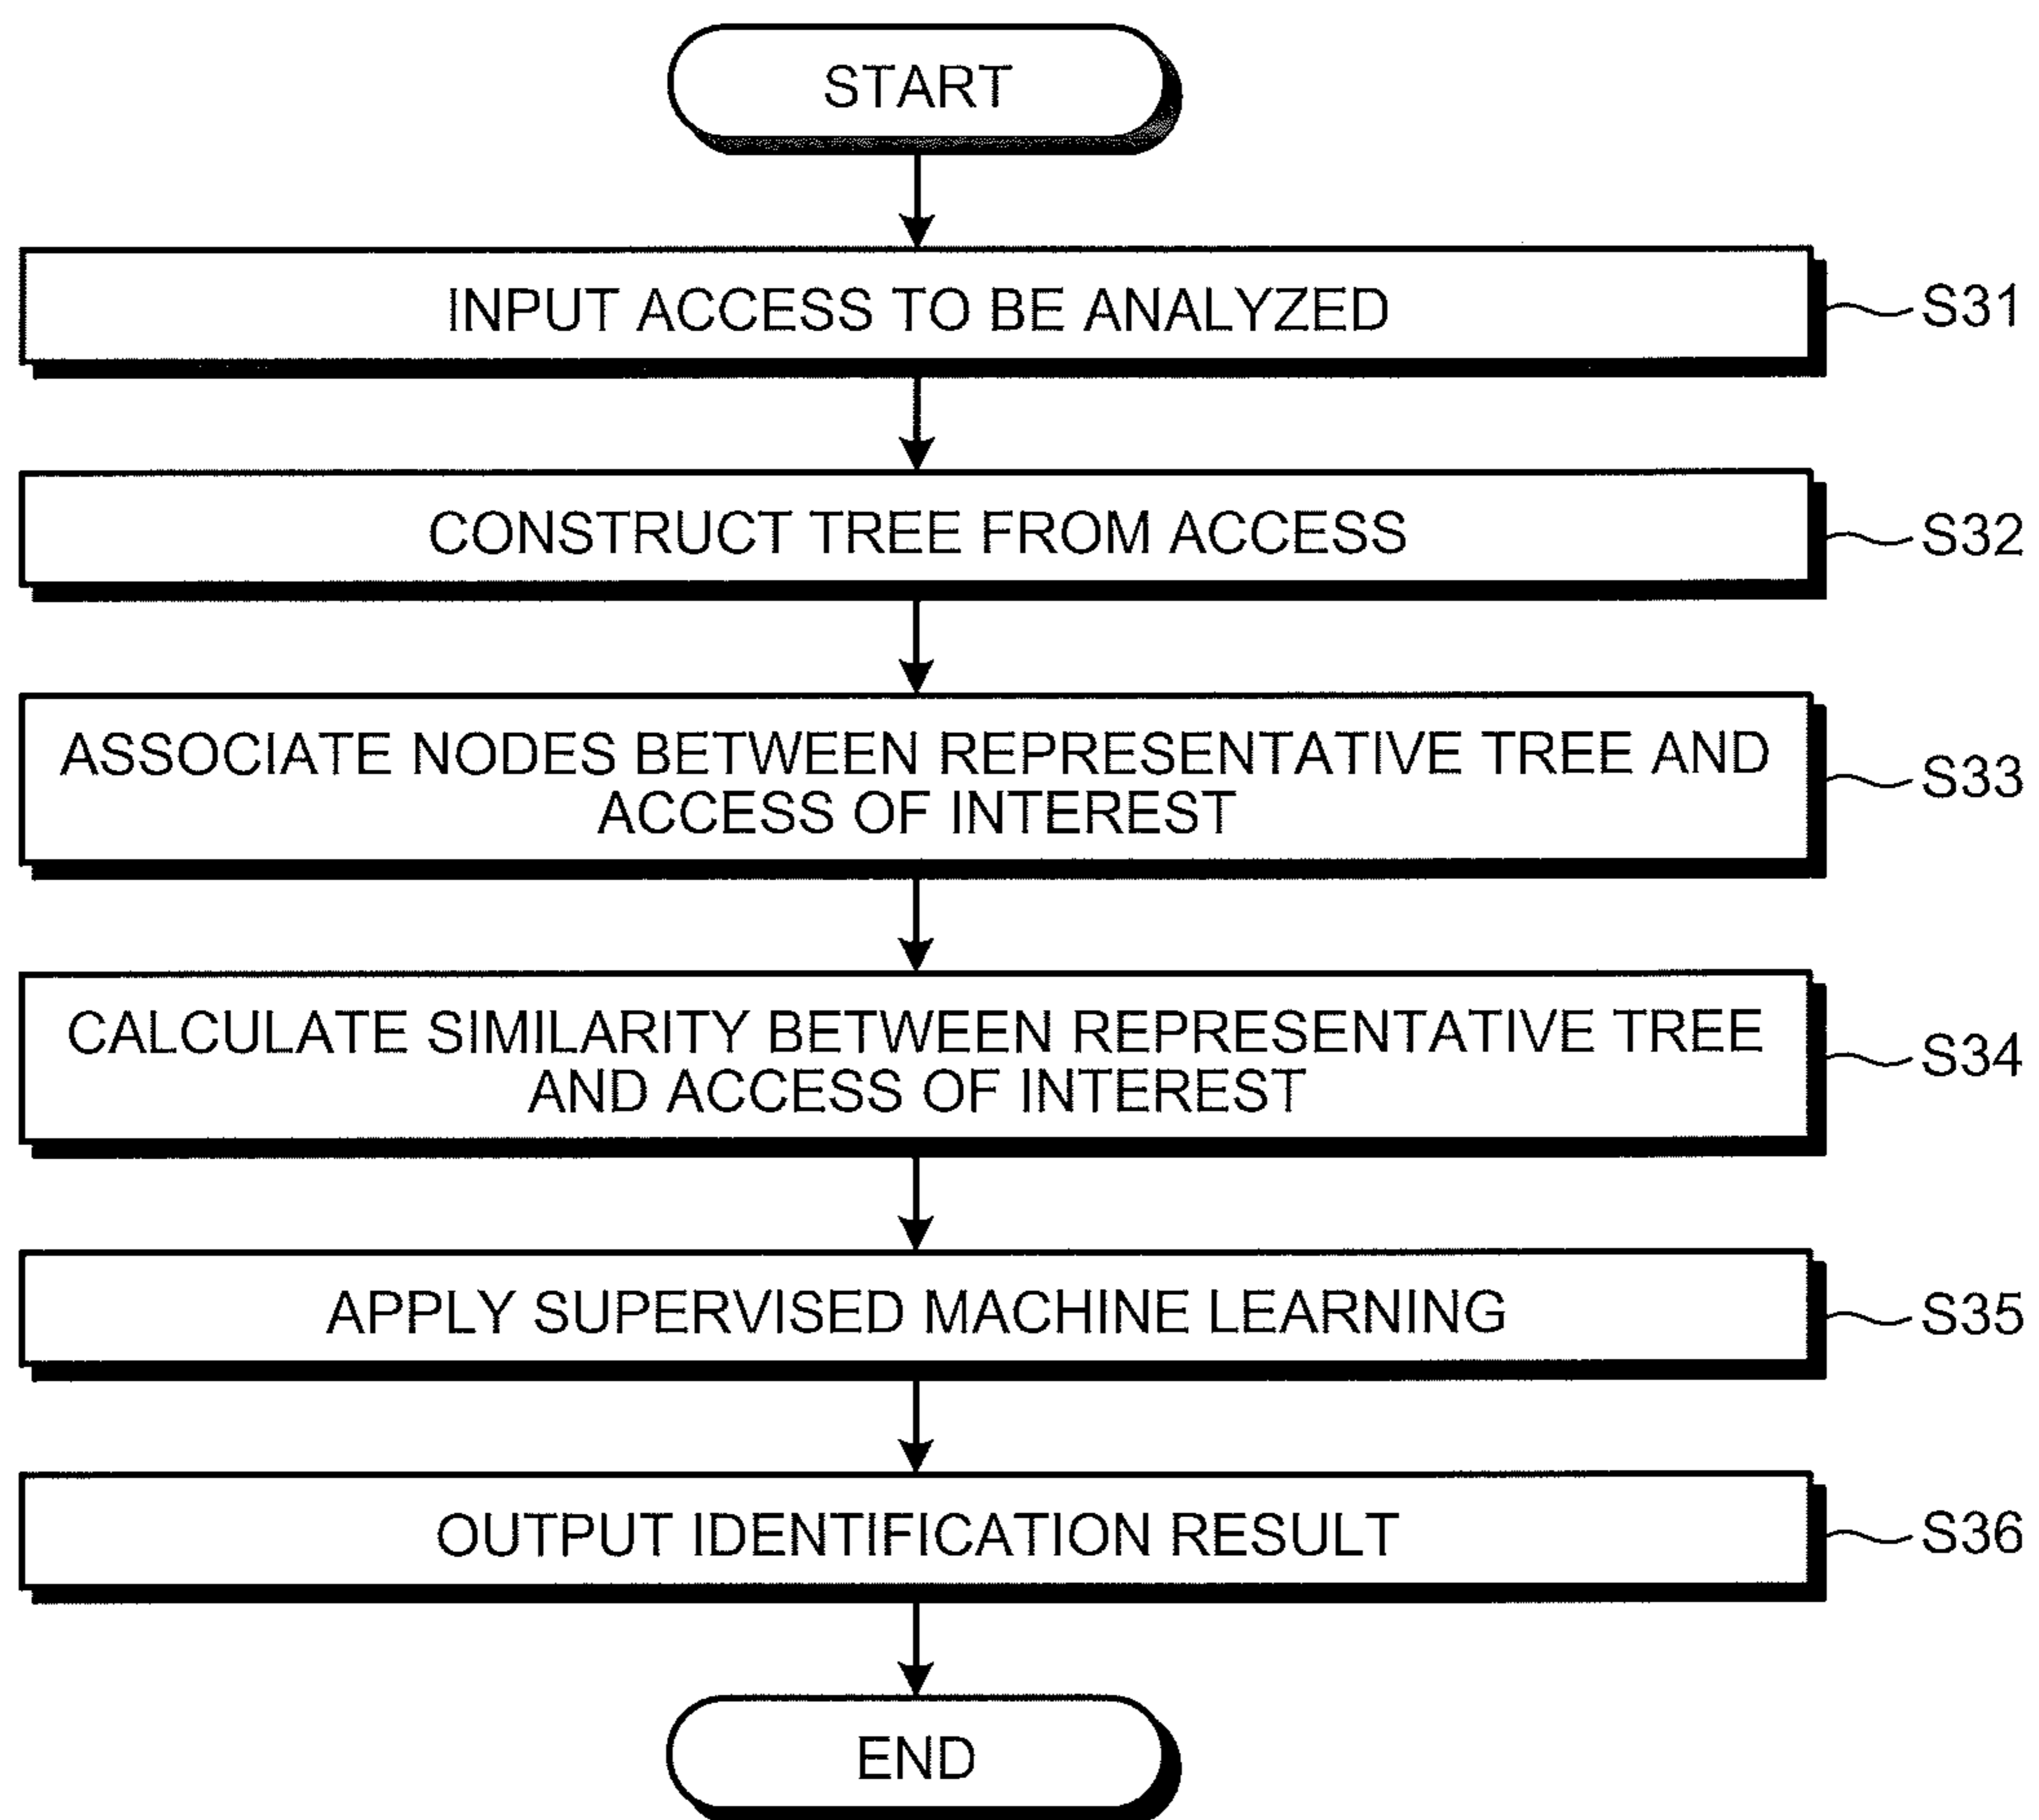 START
INPUT ACCESS TO BE ANALYZED
S31
CONSTRUCT TREE FROM ACCESS
S32
ASSOCIATE NODES BETWEEN REPRESENTATIVE TREE AND
ACCESS OF INTEREST
S33
CALCULATE SIMILARITY BETWEEN REPRESENTATIVE TREE
AND ACCESS OF INTEREST
S34
APPLY SUPERVISED MACHINE LEARNING
S35
OUTPUT IDENTIFICATION RESULT
S36
END